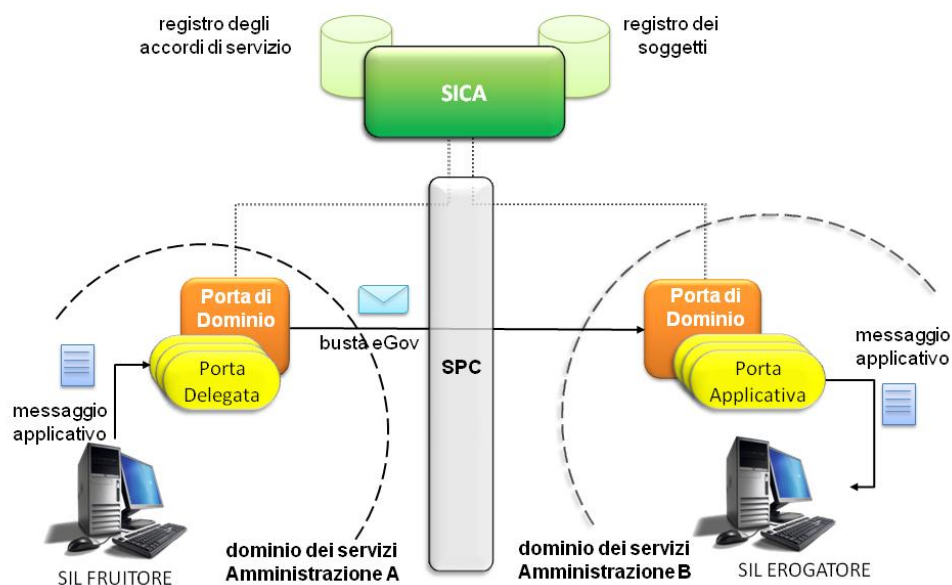 registro degli
accordi di servizio
registro dei
soggetti
SICA
Porta di
Dominio
busta eGov
Porta
Delegata
messaggio
applicativo
SIL FRUITORE
dominio dei servizi
Amministrazione A
SPC
Porta di
Dominio
Porta
Applicativa
messaggio
applicativo
dominio dei servizi
Amministrazione B
SIL EROGATORE